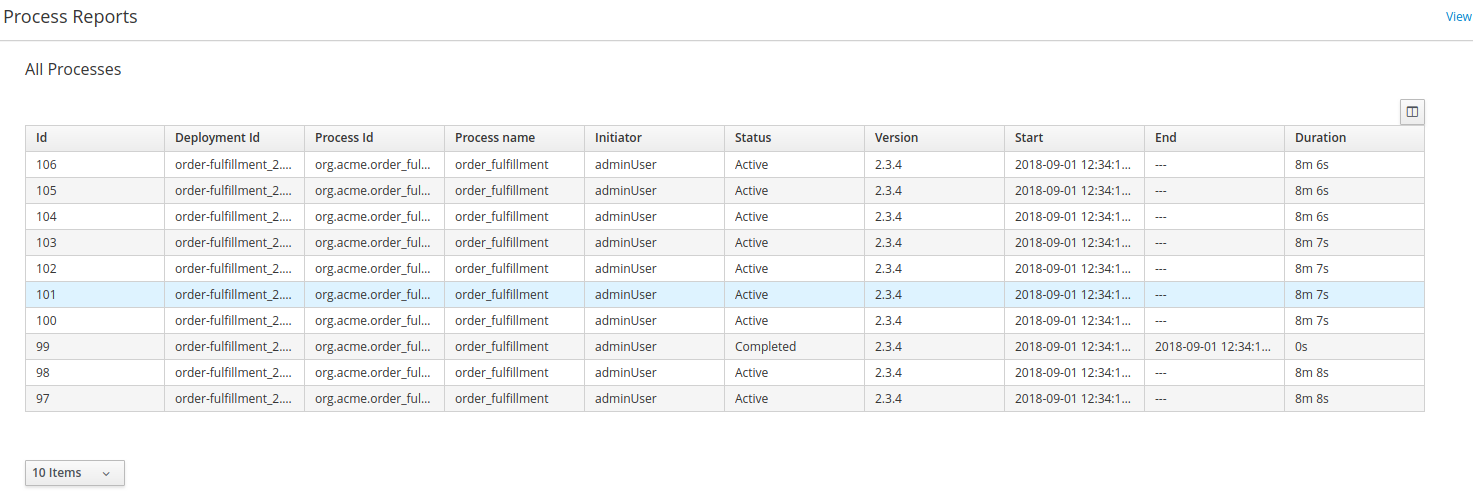 Process Reports View
All Processes
Id Deployment Id Process Id Process name Initiator Status Version Start End Duration
106 order-fulfillment_2.... org.acme.order_ful... order_fulfillment adminUser Active 2.3.4 2018-09-01 12:34:1... --- 8m 6s
105 order-fulfillment_2.... org.acme.order_ful... order_fulfillment adminUser Active 2.3.4 2018-09-01 12:34:1... --- 8m 6s
104 order-fulfillment_2.... org.acme.order_ful... order_fulfillment adminUser Active 2.3.4 2018-09-01 12:34:1... --- 8m 6s
103 order-fulfillment_2.... org.acme.order_ful... order_fulfillment adminUser Active 2.3.4 2018-09-01 12:34:1... --- 8m 7s
102 order-fulfillment_2.... org.acme.order_ful... order_fulfillment adminUser Active 2.3.4 2018-09-01 12:34:1... --- 8m 7s
101 order-fulfillment_2.... org.acme.order_ful... order_fulfillment adminUser Active 2.3.4 2018-09-01 12:34:1... --- 8m 7s
100 order-fulfillment_2.... org.acme.order_ful... order_fulfillment adminUser Active 2.3.4 2018-09-01 12:34:1... --- 8m 7s
99 order-fulfillment_2.... org.acme.order_ful... order_fulfillment adminUser Completed 2.3.4 2018-09-01 12:34:1... 2018-09-01 12:34:1... 0s
98 order-fulfillment_2.... org.acme.order_ful... order_fulfillment adminUser Active 2.3.4 2018-09-01 12:34:1... --- 8m 8s
97 order-fulfillment_2.... org.acme.order_ful... order_fulfillment adminUser Active 2.3.4 2018-09-01 12:34:1... --- 8m 8s
10 Items